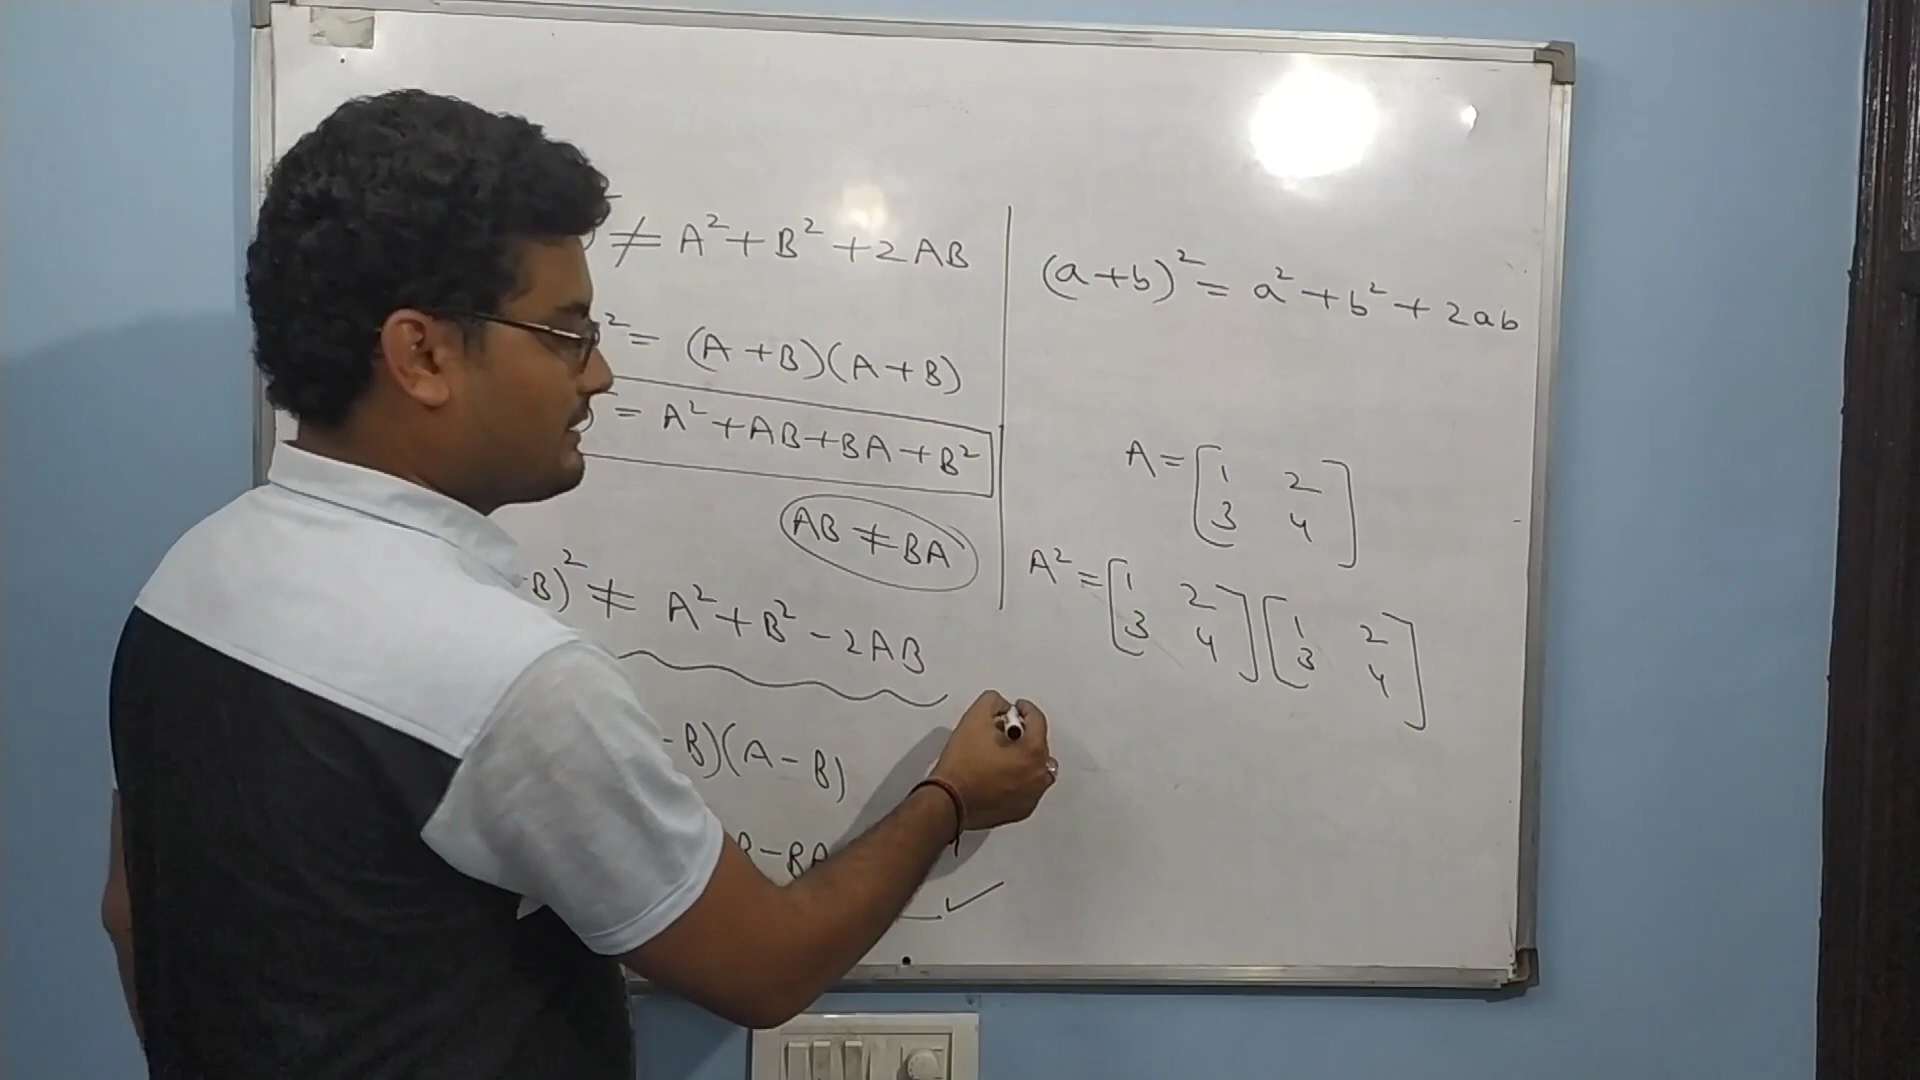 ≠ A² + B² + 2AB
² = (A + B)(A + B)
= A² + AB + BA + B²
AB ≠ BA
B)² ≠ A² + B² - 2AB
- B)(A - B)
B - BA
(a + b)² = a² + b² + 2ab
A = [1 2
3 4]
A² = [1 2
3 4] [1 2
3 4]